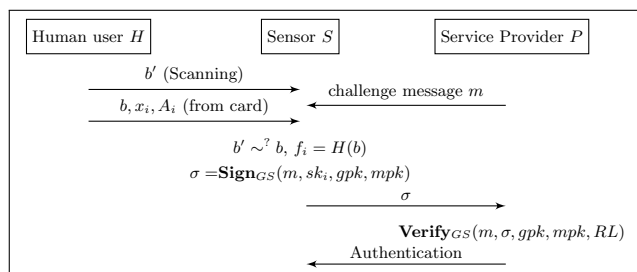 Human user H
Sensor S
Service Provider P
b′ (Scanning)
challenge message m
b, x_i, A_i (from card)
b′ ∼? b, f_i = H(b)
σ =Sign_GS(m, sk_i, gpk, mpk)
σ
Verify_GS(m, σ, gpk, mpk, RL)
Authentication